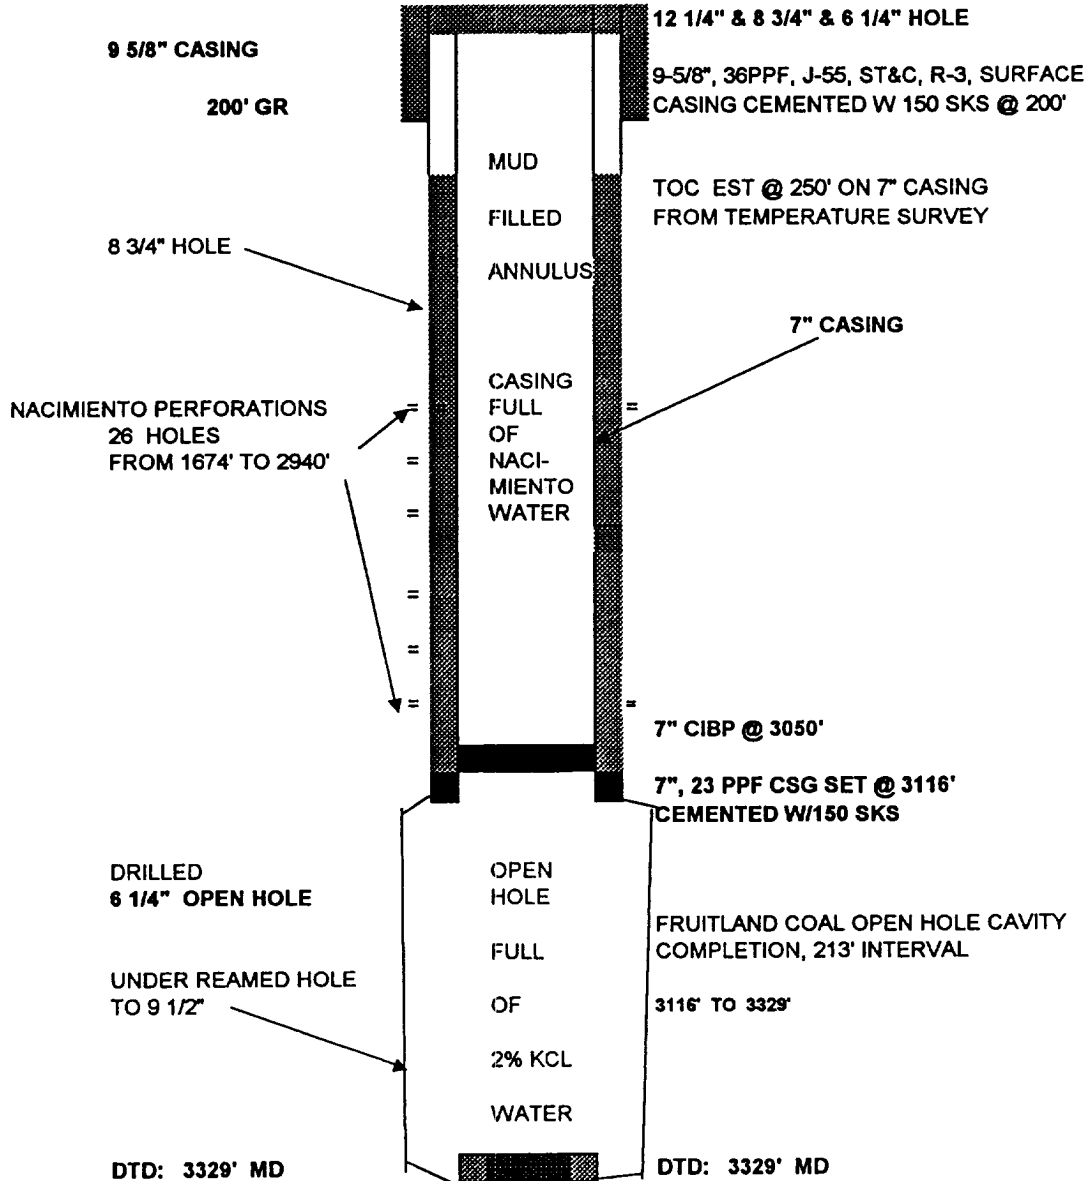 12 1/4" & 8 3/4" & 6 1/4" HOLE
9 5/8" CASING
9-5/8", 36PPF, J-55, ST&C, R-3, SURFACE
CASING CEMENTED W 150 SKS @ 200'
200' GR
MUD
FILLED
ANNULUS
TOC EST @ 250' ON 7" CASING
FROM TEMPERATURE SURVEY
8 3/4" HOLE
7" CASING
CASING
FULL
OF
NACI-
MIENTO
WATER
NACIMIENTO PERFORATIONS
26 HOLES
FROM 1674' TO 2940'
=
=
=
=
=
=
=
=
7" CIBP @ 3050'
7", 23 PPF CSG SET @ 3116'
CEMENTED W/150 SKS
DRILLED
6 1/4" OPEN HOLE
OPEN
HOLE
FULL
OF
2% KCL
WATER
FRUITLAND COAL OPEN HOLE CAVITY
COMPLETION, 213' INTERVAL
3116' TO 3329'
UNDER REAMED HOLE
TO 9 1/2"
DTD: 3329' MD
DTD: 3329' MD